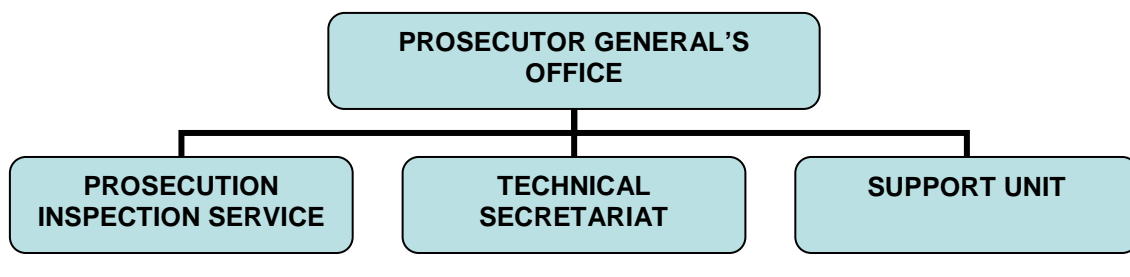 PROSECUTOR GENERAL’S
OFFICE
PROSECUTION
INSPECTION SERVICE
TECHNICAL
SECRETARIAT
SUPPORT UNIT